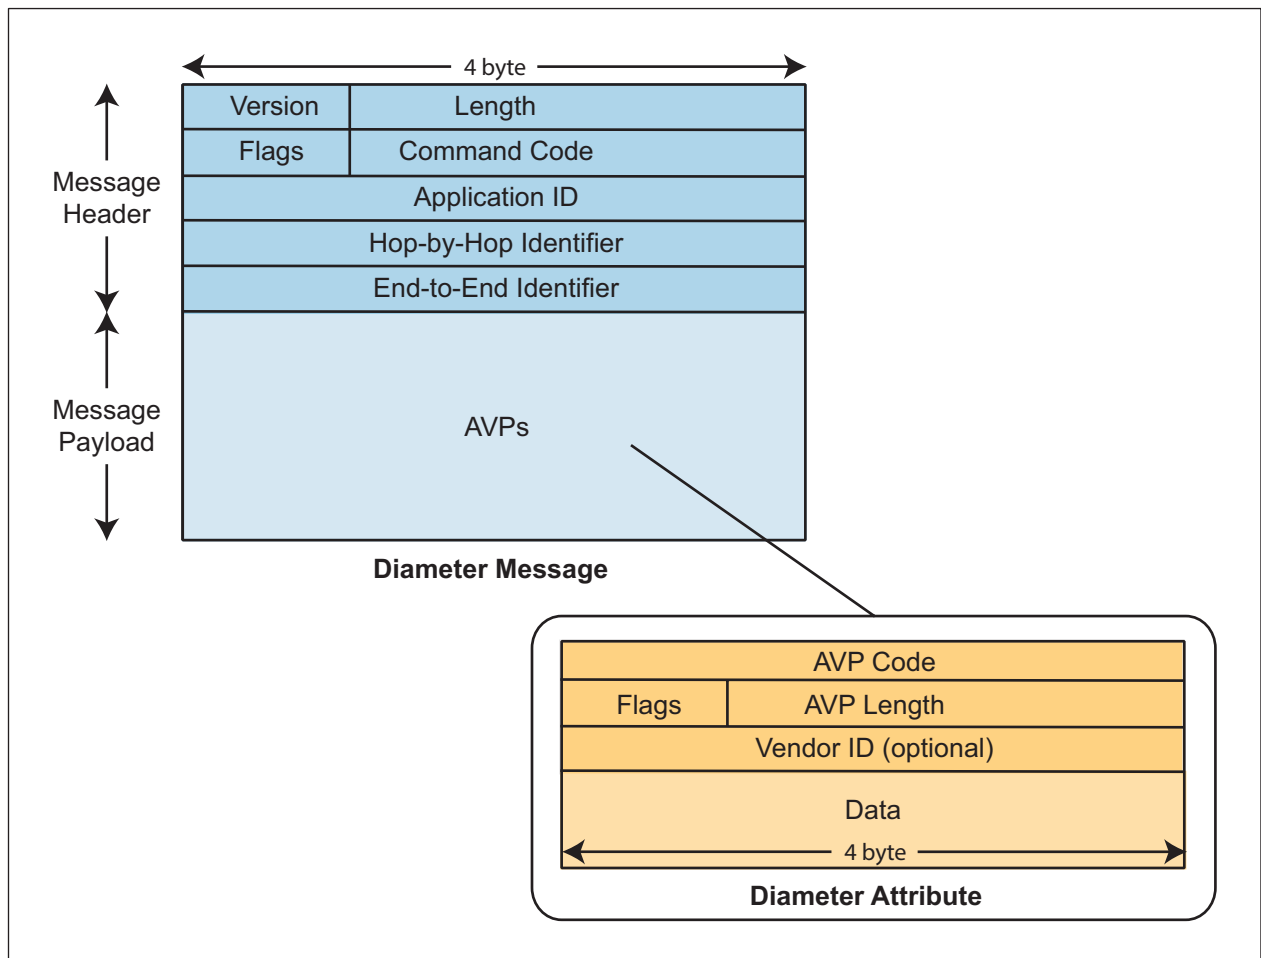 4 byte
Version Length
Flags Command Code
Message
Header
Application ID
Hop-by-Hop Identifier
End-to-End Identifier
Message
Payload
AVPs
Diameter Message
AVP Code
Flags AVP Length
Vendor ID (optional)
Data
4 byte
Diameter Attribute